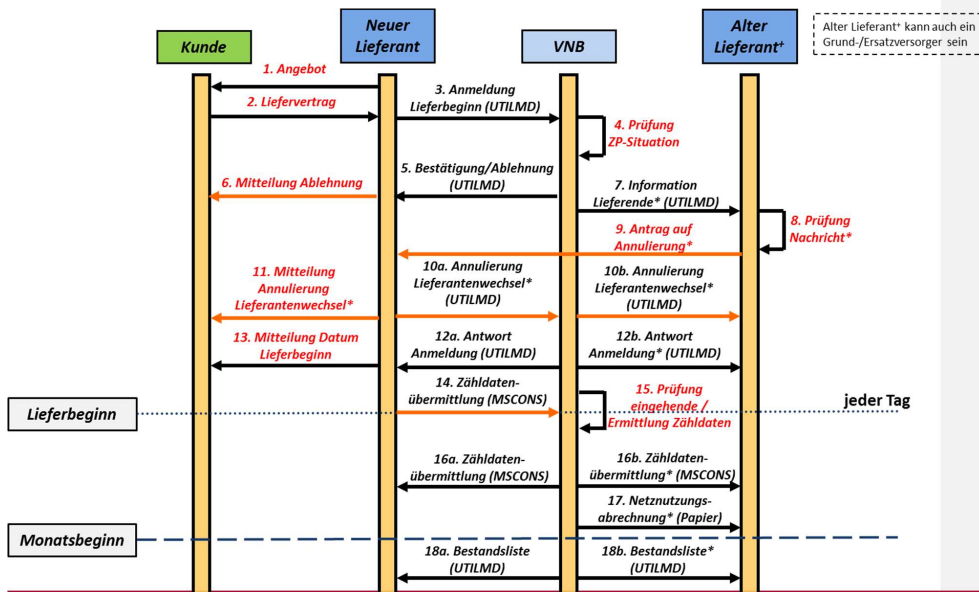 Kunde
Neuer
Lieferant
VNB
Alter
Lieferant+
Alter Lieferant+ kann auch ein
Grund-/Ersatzversorger sein
1. Angebot
2. Liefervertrag
3. Anmeldung
Lieferbeginn (UTILMD)
4. Prüfung
ZP-Situation
5. Bestätigung/Ablehnung
(UTILMD)
6. Mitteilung Ablehnung
7. Information
Lieferende* (UTILMD)
8. Prüfung
Nachricht*
9. Antrag auf
Annulierung*
10a. Annulierung
Lieferantenwechsel*
(UTILMD)
10b. Annulierung
Lieferantenwechsel*
(UTILMD)
11. Mitteilung
Annulierung
Lieferantenwechsel*
12a. Antwort
Anmeldung (UTILMD)
12b. Antwort
Anmeldung* (UTILMD)
13. Mitteilung Datum
Lieferbeginn
14. Zähldaten-
übermittlung (MSCONS)
15. Prüfung
eingehende /
Ermittlung Zähldaten
Lieferbeginn
jeder Tag
16a. Zähldaten-
übermittlung (MSCONS)
16b. Zähldaten-
übermittlung* (MSCONS)
17. Netznutzungs-
abrechnung* (Papier)
Monatsbeginn
18a. Bestandsliste
(UTILMD)
18b. Bestandsliste*
(UTILMD)